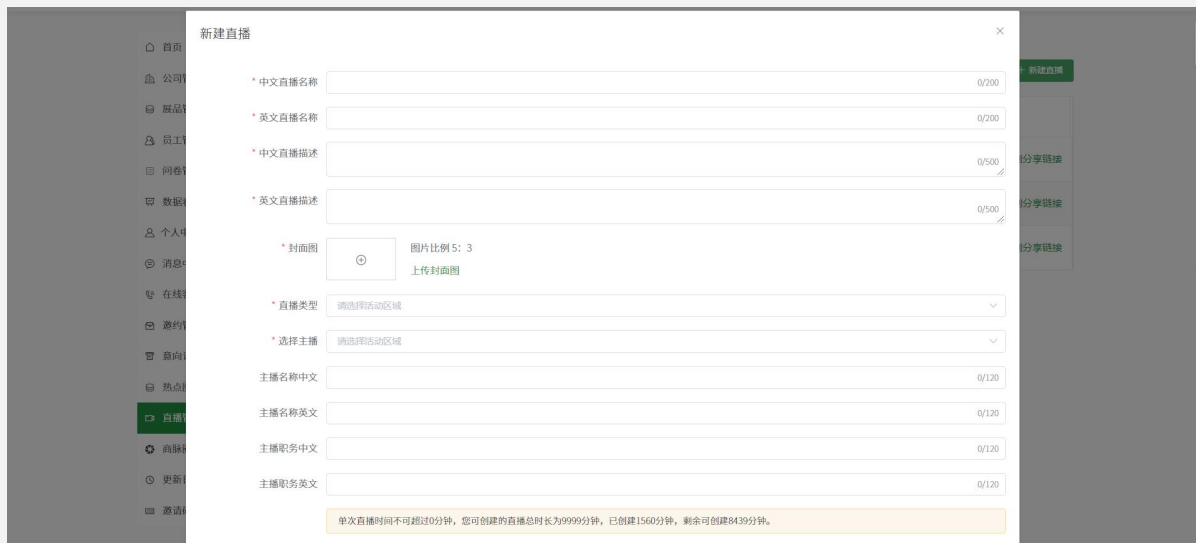 新建直播
首页
公司
展品
员工
问卷
数据
个人
消息
在线
邀约
意向
热点
直播
商脉
更新
邀请
+ 新建直播
分享链接
分享链接
分享链接
* 中文直播名称 0/200
* 英文直播名称 0/200
* 中文直播描述 0/500
* 英文直播描述 0/500
* 封面图 图片比例 5: 3
上传封面图
* 直播类型 请选择活动区域
* 选择主播 请选择活动区域
主播名称中文 0/120
主播名称英文 0/120
主播职务中文 0/120
主播职务英文 0/120
单次直播时间不可超过0分钟，您可创建的直播总时长为9999分钟，已创建1560分钟，剩余可创建8439分钟。